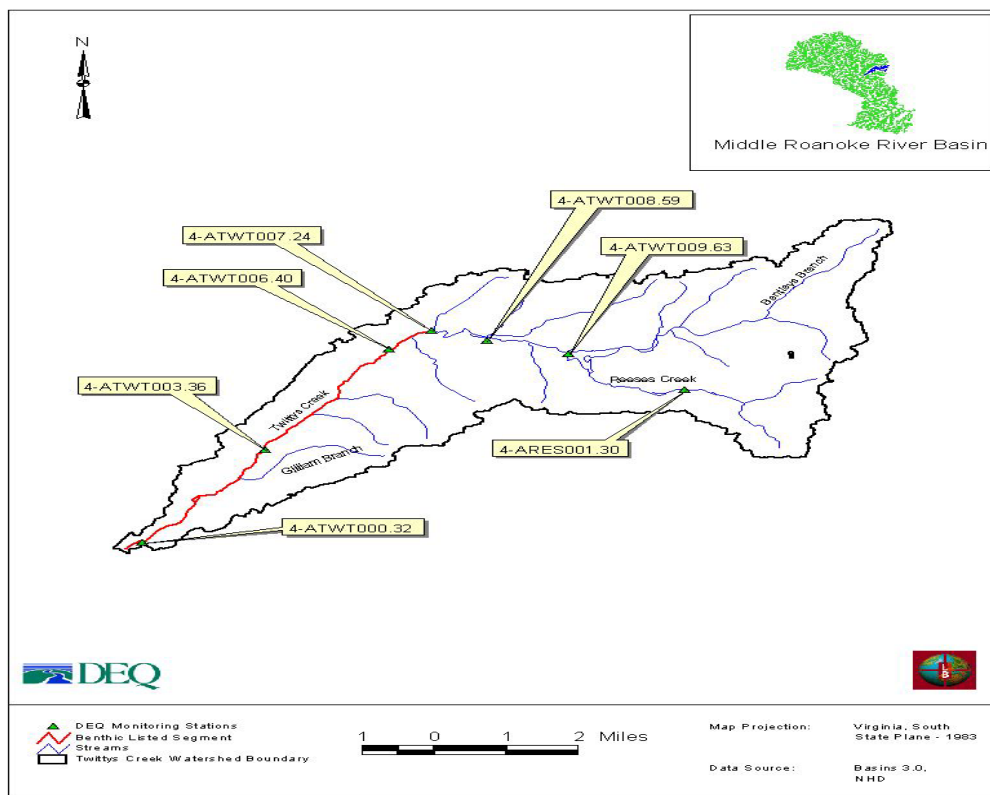 N
Middle Roanoke River Basin
4-ATWT008.59
4-ATWT007.24
4-ATWT009.63
4-ATWT006.40
Bentleys Branch
4-ATWT003.36
Twittys Creek
Reeses Creek
Gilliam Branch
4-ARES001.30
4-ATWT000.32
DEQ
LB
DEQ Monitoring Stations
Benthic Listed Segment
Streams
Twittys Creek Watershed Boundary
1 0 1 2 Miles
Map Projection: Virginia, South
State Plane - 1983
Data Source: Basins 3.0,
NHD